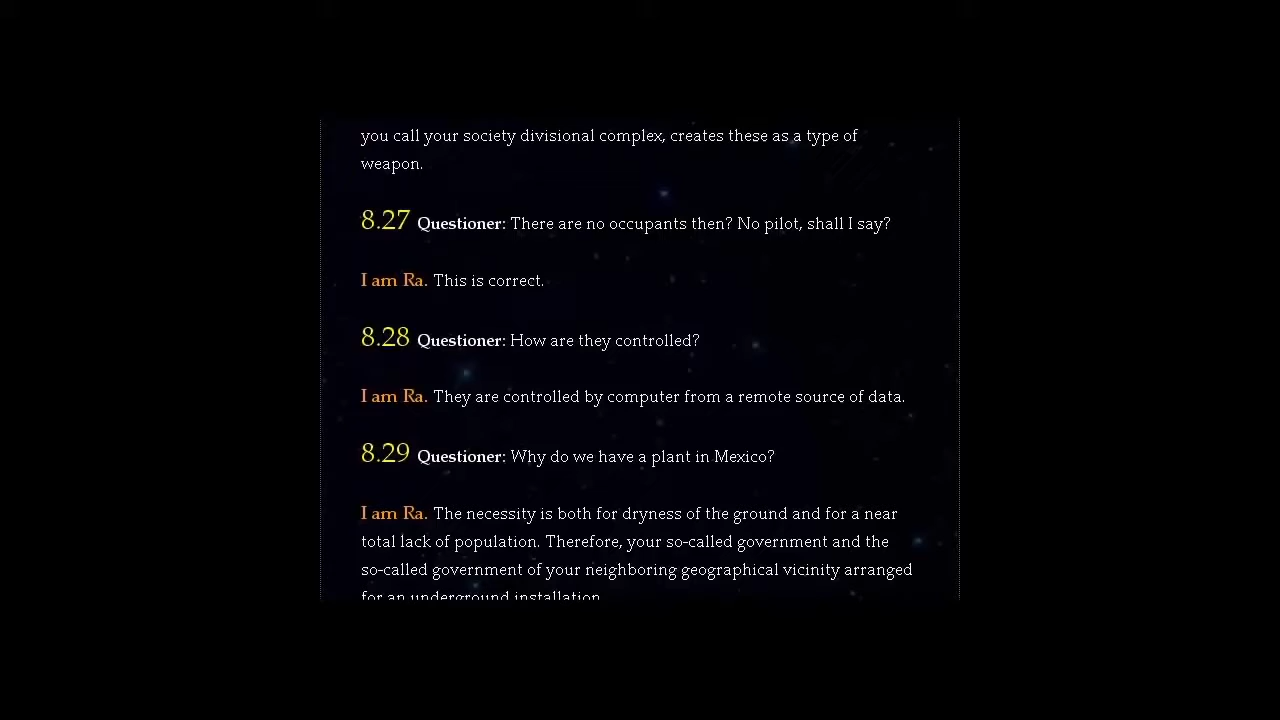 you call your society divisional complex, creates these as a type of
weapon.
8.27 Questioner: There are no occupants then? No pilot, shall I say?
I am Ra. This is correct.
8.28 Questioner: How are they controlled?
I am Ra. They are controlled by computer from a remote source of data.
8.29 Questioner: Why do we have a plant in Mexico?
I am Ra. The necessity is both for dryness of the ground and for a near
total lack of population. Therefore, your so-called government and the
so-called government of your neighboring geographical vicinity arranged
for an underground installation